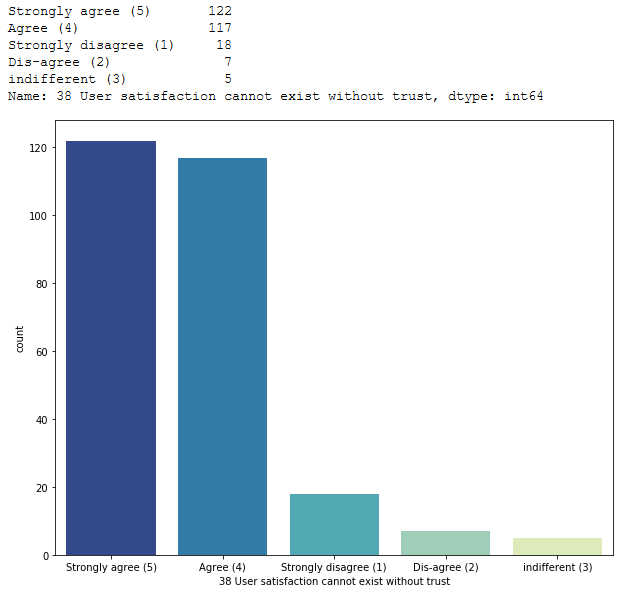 Strongly agree (5) 122
Agree (4) 117
Strongly disagree (1) 18
Dis-agree (2) 7
indifferent (3) 5
Name: 38 User satisfaction cannot exist without trust, dtype: int64
120
100
80
60
40
20
0
count
Strongly agree (5) Agree (4) Strongly disagree (1) Dis-agree (2) indifferent (3)
38 User satisfaction cannot exist without trust